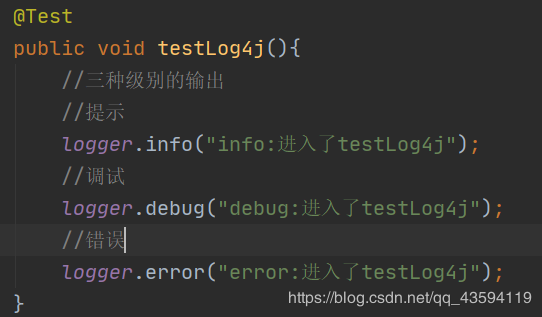 @Test
public void testLog4j(){
//三种级别的输出
//提示
logger.info("info:进入了testLog4j");
//调试
logger.debug("debug:进入了testLog4j");
//错误
logger.error("error:进入了testLog4j");
}
https://blog.csdn.net/qq_43594119